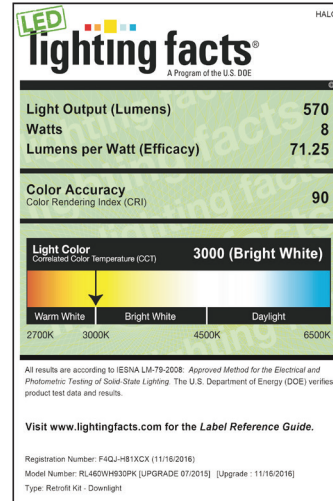 LED
HALO
lighting facts®
A Program of the U.S. DOE
Light Output (Lumens) 570
Watts 8
Lumens per Watt (Efficacy) 71.25
Color Accuracy
Color Rendering Index (CRI) 90
Light Color
Correlated Color Temperature (CCT) 3000 (Bright White)
Warm White Bright White Daylight
2700K 3000K 4500K 6500K
All results are according to IESNA LM-79-2008: Approved Method for the Electrical and
Photometric Testing of Solid-State Lighting. The U.S. Department of Energy (DOE) verifies
product test data and results.
Visit www.lightingfacts.com for the Label Reference Guide.
Registration Number: F4QJ-H81XCX (11/16/2016)
Model Number: RL460WH930PK [UPGRADE 07/2015] [Upgrade : 11/16/2016]
Type: Retrofit Kit - Downlight